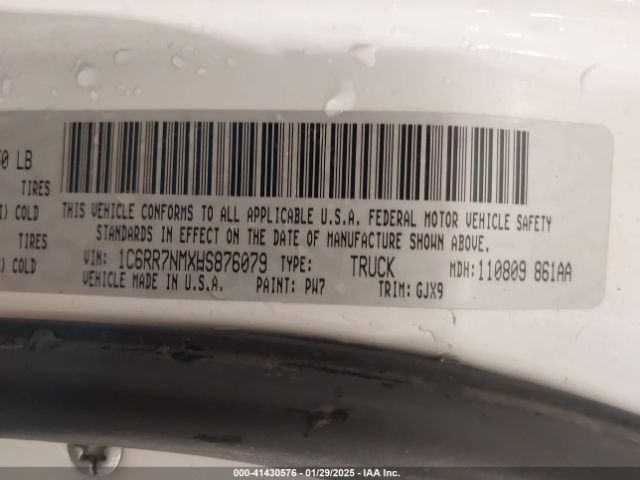 50 LB
TIRES
I) COLD
TIRES
) COLD
THIS VEHICLE CONFORMS TO ALL APPLICABLE U.S.A. FEDERAL MOTOR VEHICLE SAFETY
STANDARDS IN EFFECT ON THE DATE OF MANUFACTURE SHOWN ABOVE.
VIN: 1C6RR7NMXWS876079 TYPE: TRUCK MDH:110809 861AA
VEHICLE MADE IN U.S.A. PAINT: PW7 TRIM: GJX9
000-41430576 - 01/29/2025 - IAA Inc.